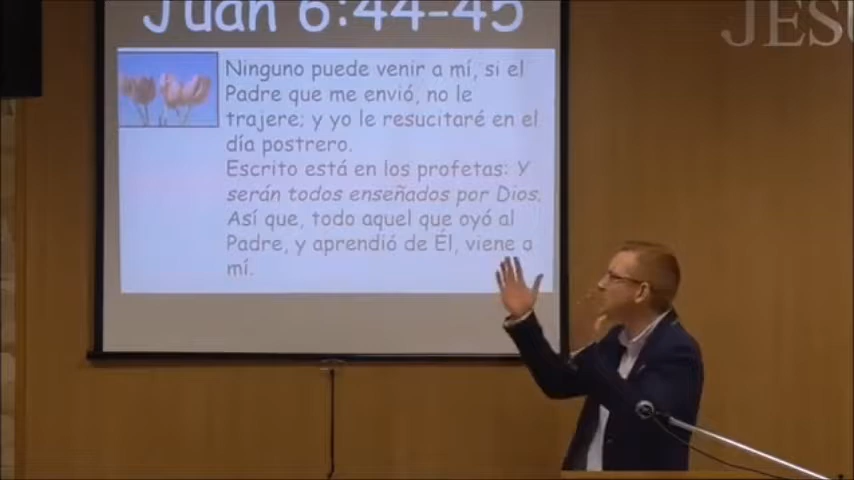 Juan 6:44-45
JESU
Ninguno puede venir a mí, si el
Padre que me envió, no le
trajere; y yo le resucitaré en el
día postrero.
Escrito está en los profetas: Y
serán todos enseñados por Dios.
Así que, todo aquel que oyó al
Padre, y aprendió de Él, viene a
mí.